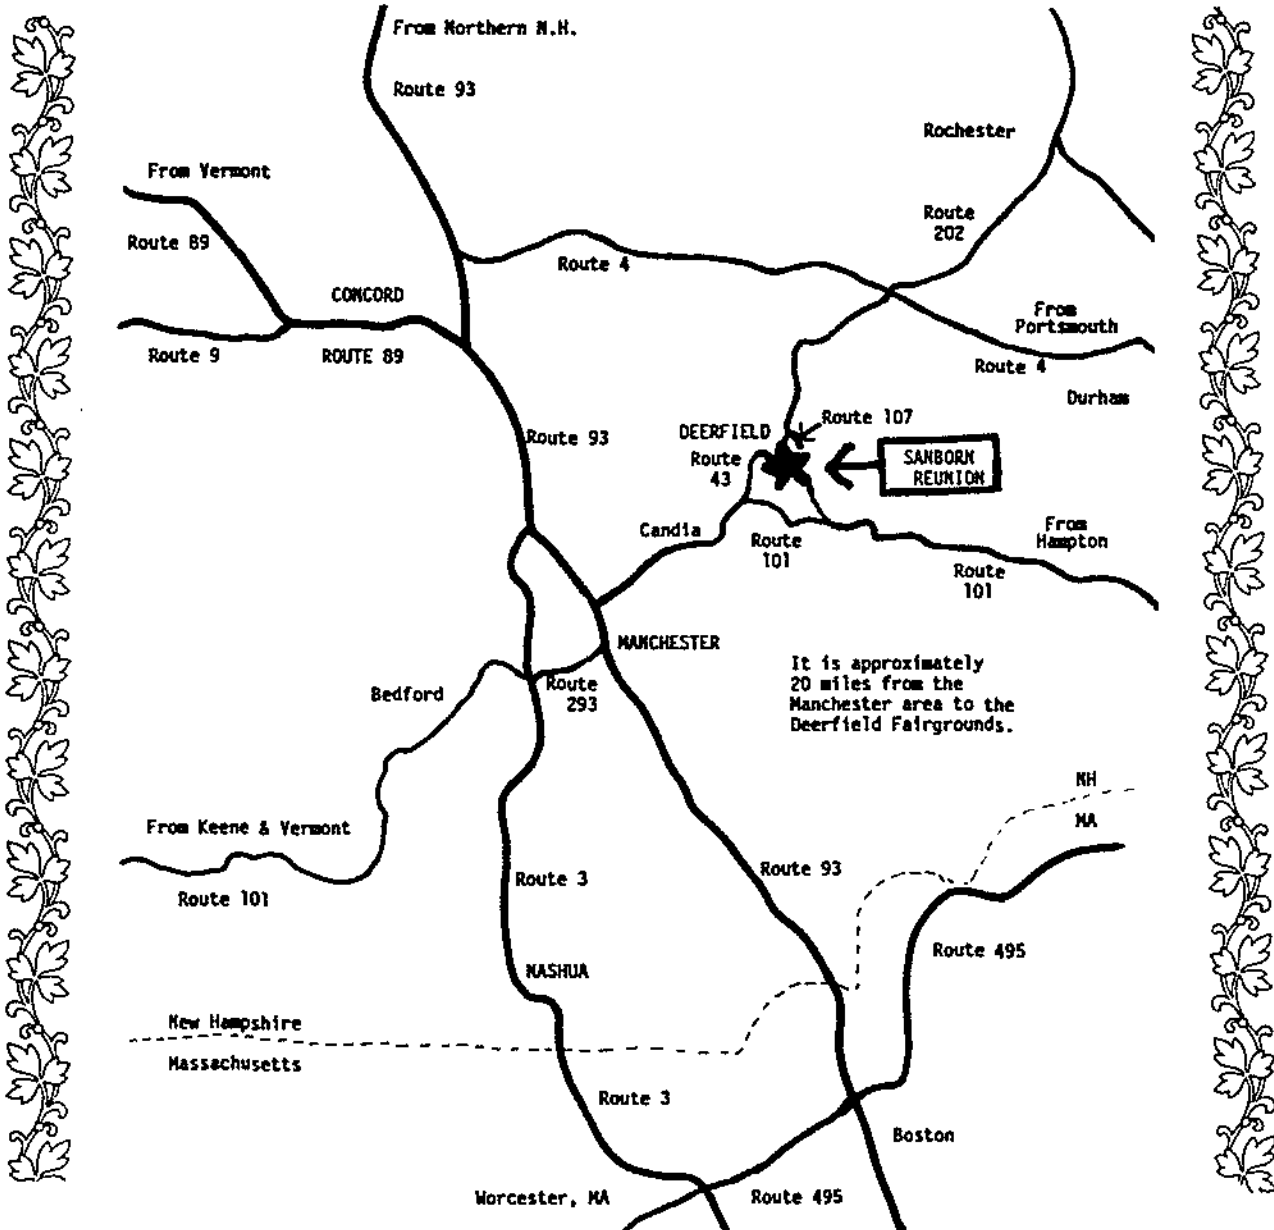 From Northern N.H.
Route 93
Rochester
From Vermont
Route
202
Route 89
Route 4
CONCORD
From
Portsmouth
Route 9
ROUTE 89
Route 4
Durham
Route 107
DEERFIELD
Route 93
Route
43
SANBORN
REUNION
Candia
Route
101
From
Hampton
Route
101
MANCHESTER
It is approximately
20 miles from the
Manchester area to the
Deerfield Fairgrounds.
Bedford
Route
293
NH
MA
From Keene & Vermont
Route 93
Route 3
Route 101
Route 495
NASHUA
New Hampshire
Massachusetts
Route 3
Boston
Worcester, MA
Route 495